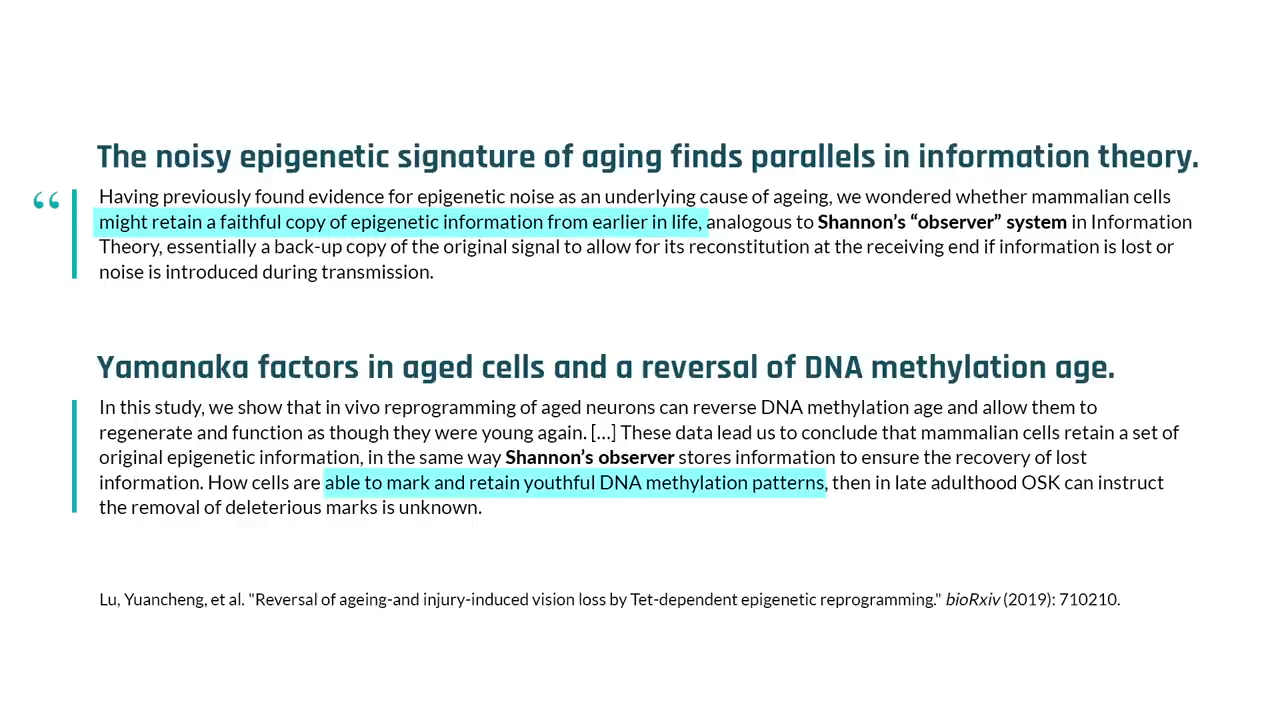 The noisy epigenetic signature of aging finds parallels in information theory.
“
Having previously found evidence for epigenetic noise as an underlying cause of ageing, we wondered whether mammalian cells
might retain a faithful copy of epigenetic information from earlier in life, analogous to Shannon’s “observer” system in Information
Theory, essentially a back-up copy of the original signal to allow for its reconstitution at the receiving end if information is lost or
noise is introduced during transmission.
Yamanaka factors in aged cells and a reversal of DNA methylation age.
In this study, we show that in vivo reprogramming of aged neurons can reverse DNA methylation age and allow them to
regenerate and function as though they were young again. [...] These data lead us to conclude that mammalian cells retain a set of
original epigenetic information, in the same way Shannon’s observer stores information to ensure the recovery of lost
information. How cells are able to mark and retain youthful DNA methylation patterns, then in late adulthood OSK can instruct
the removal of deleterious marks is unknown.
Lu, Yuancheng, et al. "Reversal of ageing-and injury-induced vision loss by Tet-dependent epigenetic reprogramming." bioRxiv (2019): 710210.